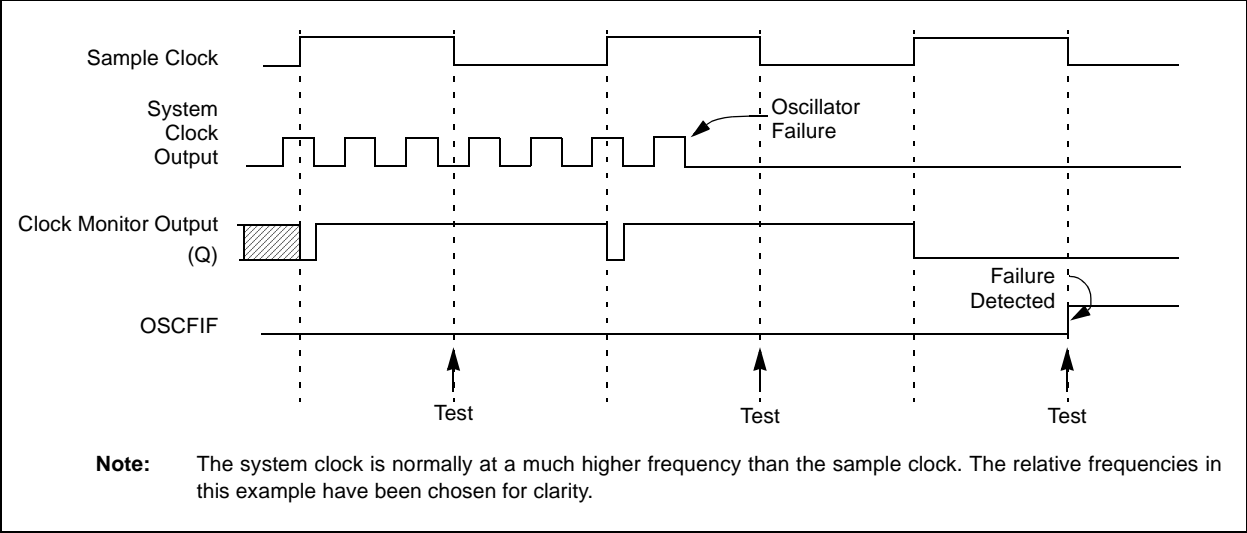 Sample Clock
System
Clock
Output
Oscillator
Failure
Clock Monitor Output
(Q)
Failure
Detected
OSCFIF
Test
Test
Test
Note: The system clock is normally at a much higher frequency than the sample clock. The relative frequencies in
this example have been chosen for clarity.